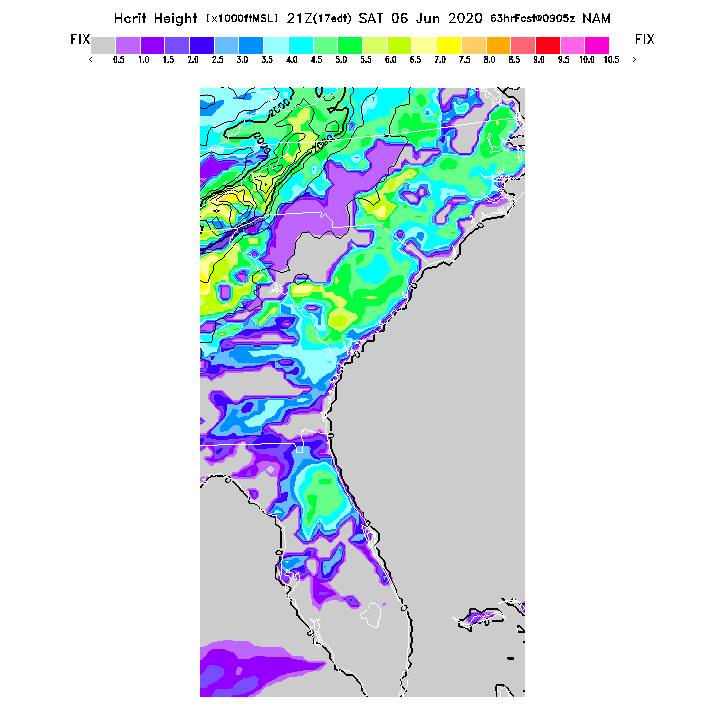 Hcrit Height [x1000ftMSL] 21Z(17edt) SAT 06 Jun 2020 63hrFcst@0905z NAM
FIX FIX
< 0.5 1.0 1.5 2.0 2.5 3.0 3.5 4.0 4.5 5.0 5.5 6.0 6.5 7.0 7.5 8.0 8.5 9.0 9.5 10.0 10.5 >
2000
2000